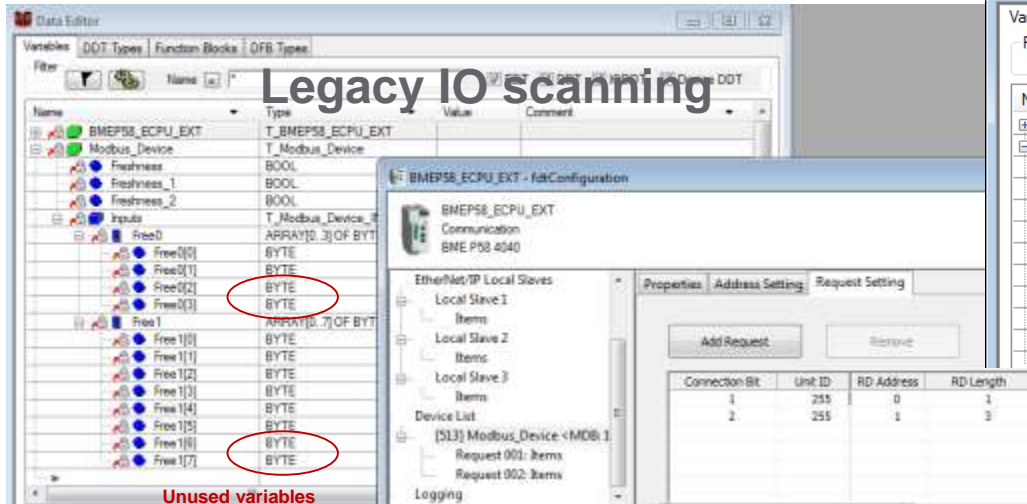 Data Editor
Variables DDT Types Function Blocks DFB Types
Filter
Name *
DDT
Legacy IO scanning
Name Type Value Comment
BMEP58_ECPU_EXT T_BMEP58_ECPU_EXT
Modbus_Device T_Modbus_Device
Freshness BOOL
Freshness_1 BOOL
Freshness_2 BOOL
Inputs T_Modbus_Device_
Free0 ARRAY[0..3] OF BYT
Free0[0] BYTE
Free0[1] BYTE
Free0[2] BYTE
Free0[3] BYTE
Free1 ARRAY[0..7] OF BYT
Free1[0] BYTE
Free1[1] BYTE
Free1[2] BYTE
Free1[3] BYTE
Free1[4] BYTE
Free1[5] BYTE
Free1[6] BYTE
Free1[7] BYTE
Unused variables
BMEP58_ECPU_EXT - fdtConfiguration
BMEP58_ECPU_EXT
Communication
BME P58 4040
EtherNet/IP Local Slaves
Local Slave 1
Items
Local Slave 2
Items
Local Slave 3
Items
Device List
[513] Modbus_Device <MDB: 1
Request 001: Items
Request 002: Items
Logging
Properties Address Setting Request Setting
Add Request Remove
Connection Bit Unit ID RD Address RD Length
1 255 0 1
2 255 1 3